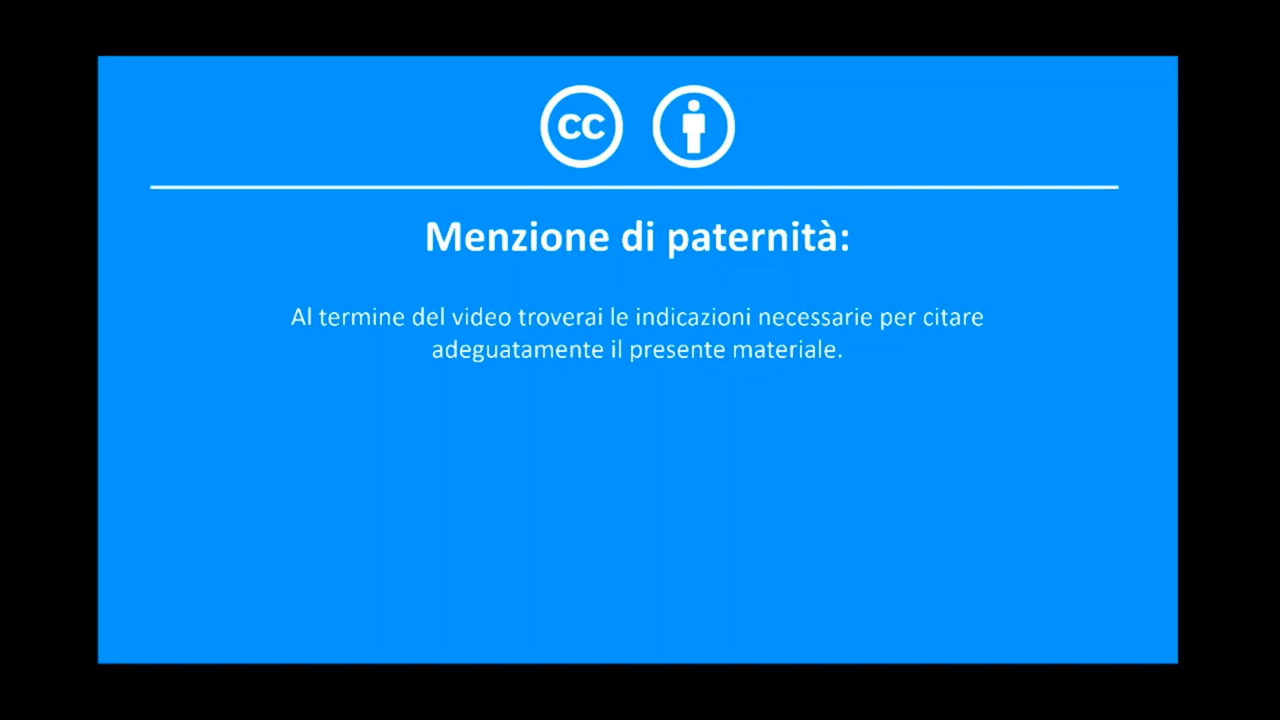 CC
Menzione di paternità:
Al termine del video troverai le indicazioni necessarie per citare
adeguatamente il presente materiale.